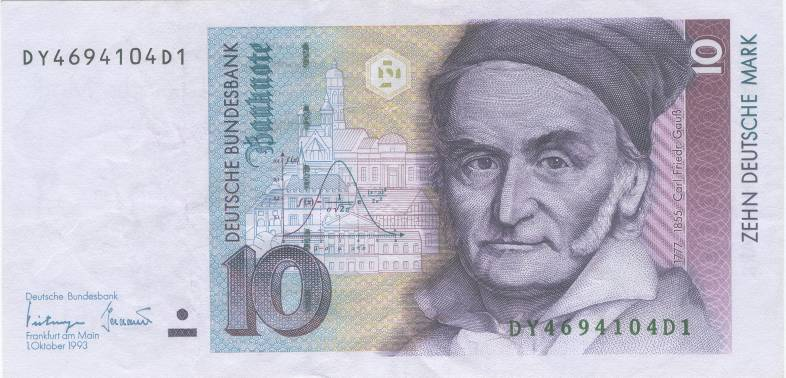 DY4694104D1
DEUTSCHE BUNDESBANK
Banknote
10
ZEHN DEUTSCHE MARK
1777 - 1855 Carl Friedr. Gauß
f(x)
10
Deutsche Bundesbank
Frankfurt am Main
1. Oktober 1993
DY4694104D1